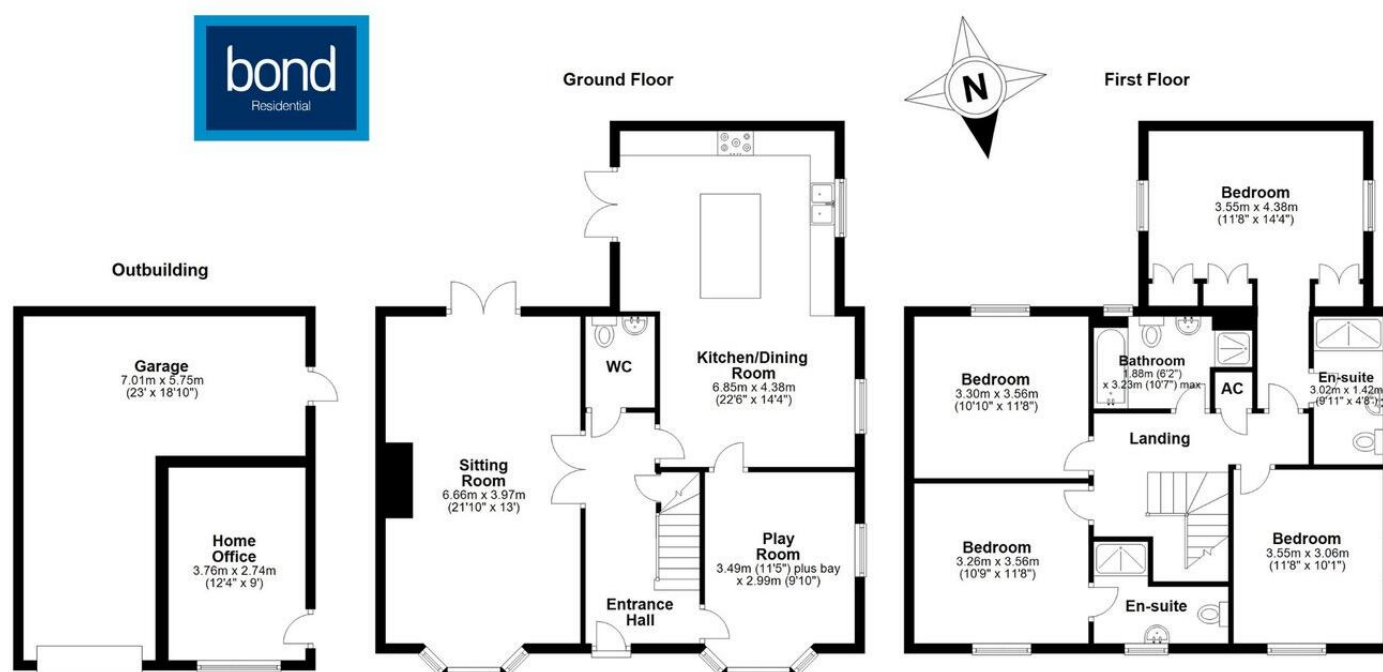 bond
Residential
Ground Floor
N
First Floor
Outbuilding
Garage
7.01m x 5.75m
(23' x 18'10")
Home
Office
3.76m x 2.74m
(12'4" x 9')
Sitting
Room
6.66m x 3.97m
(21'10" x 13')
WC
Kitchen/Dining
Room
6.85m x 4.38m
(22'6" x 14'4")
Play
Room
3.49m (11'5") plus bay
x 2.99m (9'10")
Entrance
Hall
Bedroom
3.55m x 4.38m
(11'8" x 14'4")
Bedroom
3.30m x 3.56m
(10'10" x 11'8")
Bathroom
1.88m (6'2")
x 3.23m (10'7") max
AC
En-suite
3.02m x 1.42m
(9'11" x 4'8")
Landing
Bedroom
3.26m x 3.56m
(10'9" x 11'8")
En-suite
Bedroom
3.55m x 3.06m
(11'8" x 10'1")